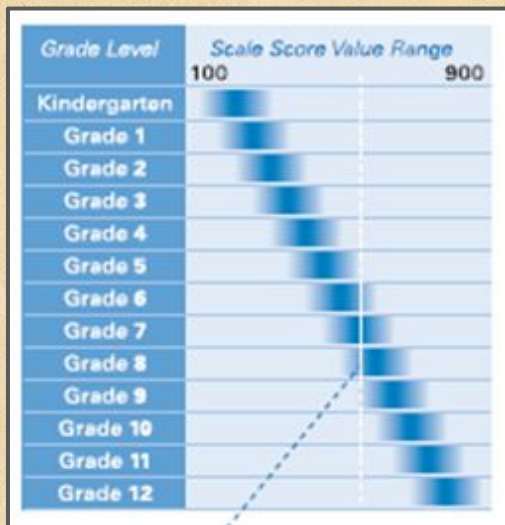 Grade Level Scale Score Value Range
100 900
Kindergarten
Grade 1
Grade 2
Grade 3
Grade 4
Grade 5
Grade 6
Grade 7
Grade 8
Grade 9
Grade 10
Grade 11
Grade 12